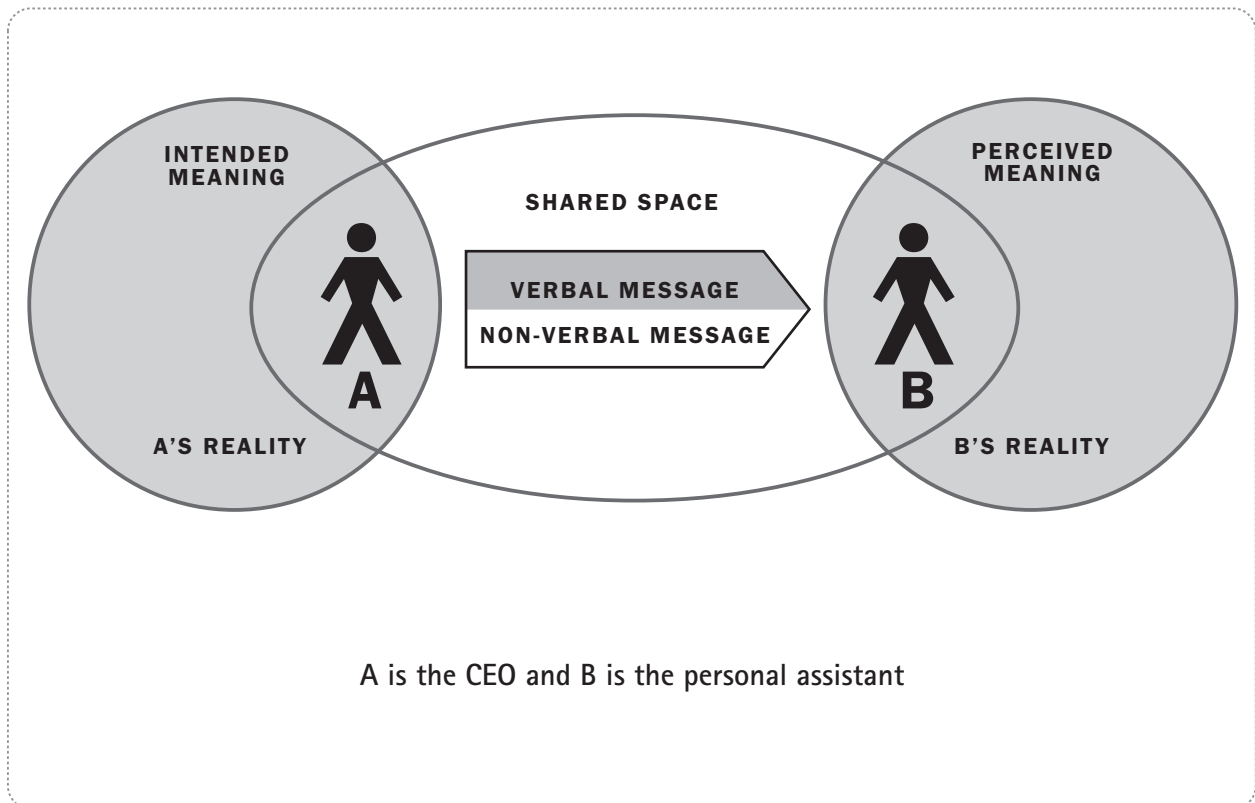 INTENDED
MEANING
PERCEIVED
MEANING
SHARED SPACE
VERBAL MESSAGE
NON-VERBAL MESSAGE
A
B
A'S REALITY
B'S REALITY
A is the CEO and B is the personal assistant